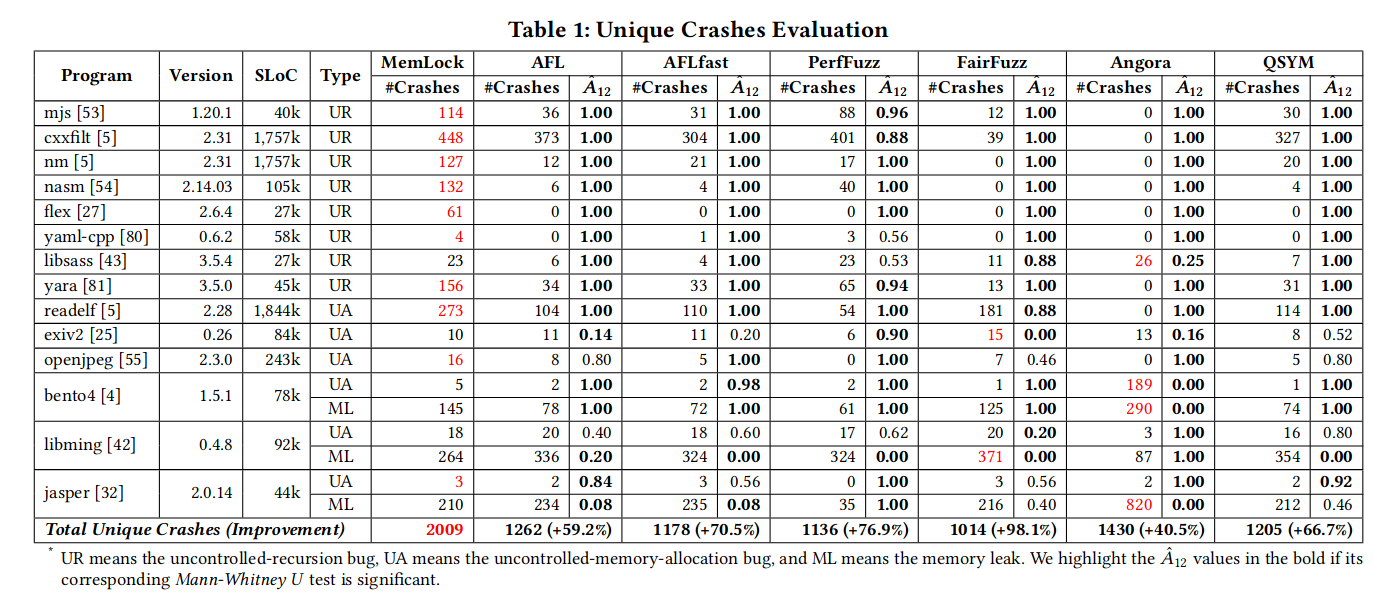 Table 1: Unique Crashes Evaluation
Program Version SLoC Type MemLock AFL AFLfast PerfFuzz FairFuzz Angora QSYM
#Crashes #Crashes Â12 #Crashes Â12 #Crashes Â12 #Crashes Â12 #Crashes Â12 #Crashes Â12
mjs [53] 1.20.1 40k UR 114 36 1.00 31 1.00 88 0.96 12 1.00 0 1.00 30 1.00
cxxfilt [5] 2.31 1,757k UR 448 373 1.00 304 1.00 401 0.88 39 1.00 0 1.00 327 1.00
nm [5] 2.31 1,757k UR 127 12 1.00 21 1.00 17 1.00 0 1.00 0 1.00 20 1.00
nasm [54] 2.14.03 105k UR 132 6 1.00 4 1.00 40 1.00 0 1.00 0 1.00 4 1.00
flex [27] 2.6.4 27k UR 61 0 1.00 0 1.00 0 1.00 0 1.00 0 1.00 0 1.00
yaml-cpp [80] 0.6.2 58k UR 4 0 1.00 1 1.00 3 0.56 0 1.00 0 1.00 0 1.00
libsass [43] 3.5.4 27k UR 23 6 1.00 4 1.00 23 0.53 11 0.88 26 0.25 7 1.00
yara [81] 3.5.0 45k UR 156 34 1.00 33 1.00 65 0.94 13 1.00 0 1.00 31 1.00
readelf [5] 2.28 1,844k UA 273 104 1.00 110 1.00 54 1.00 181 0.88 0 1.00 114 1.00
exiv2 [25] 0.26 84k UA 10 11 0.14 11 0.20 6 0.90 15 0.00 13 0.16 8 0.52
openjpeg [55] 2.3.0 243k UA 16 8 0.80 5 1.00 0 1.00 7 0.46 0 1.00 5 0.80
bento4 [4] 1.5.1 78k UA 5 2 1.00 2 0.98 2 1.00 1 1.00 189 0.00 1 1.00
ML 145 78 1.00 72 1.00 61 1.00 125 1.00 290 0.00 74 1.00
libming [42] 0.4.8 92k UA 18 20 0.40 18 0.60 17 0.62 20 0.20 3 1.00 16 0.80
ML 264 336 0.20 324 0.00 324 0.00 371 0.00 87 1.00 354 0.00
jasper [32] 2.0.14 44k UA 3 2 0.84 3 0.56 0 1.00 3 0.56 2 1.00 2 0.92
ML 210 234 0.08 235 0.08 35 1.00 216 0.40 820 0.00 212 0.46
Total Unique Crashes (Improvement) 2009 1262 (+59.2%) 1178 (+70.5%) 1136 (+76.9%) 1014 (+98.1%) 1430 (+40.5%) 1205 (+66.7%)
* UR means the uncontrolled-recursion bug, UA means the uncontrolled-memory-allocation bug, and ML means the memory leak. We highlight the Â12 values in the bold if its
corresponding Mann-Whitney U test is significant.